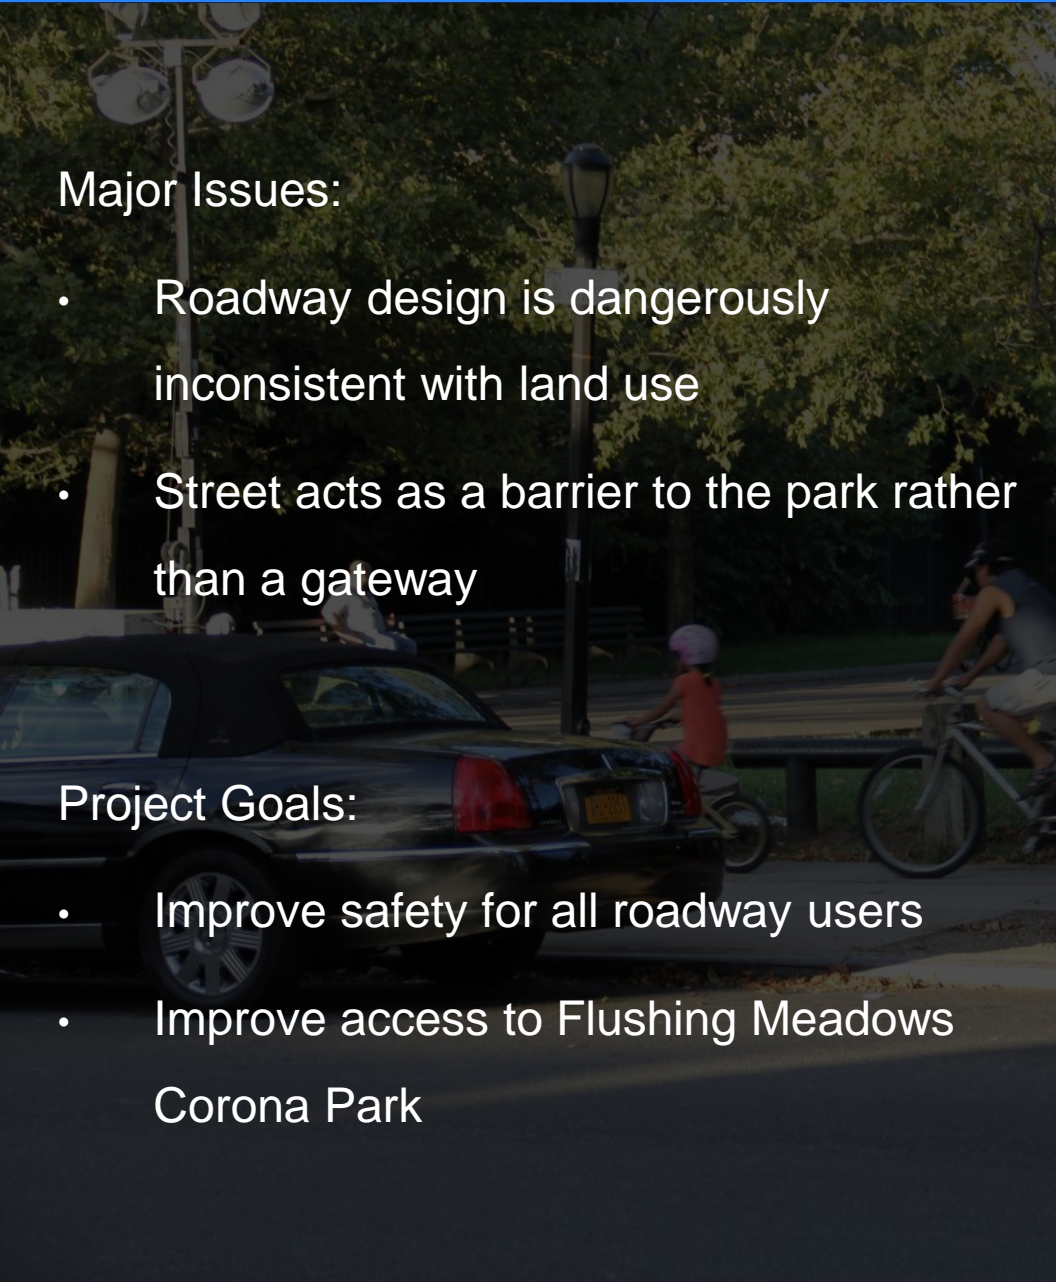 Major Issues:
• Roadway design is dangerously
inconsistent with land use
• Street acts as a barrier to the park rather
than a gateway
Project Goals:
• Improve safety for all roadway users
• Improve access to Flushing Meadows
Corona Park